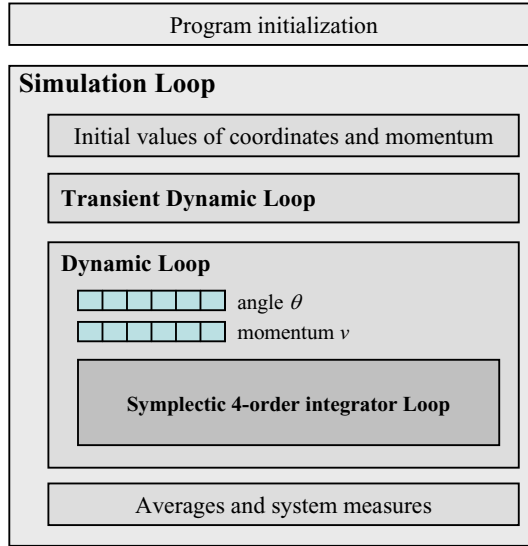 Program initialization
Simulation Loop
Initial values of coordinates and momentum
Transient Dynamic Loop
Dynamic Loop
angle θ
momentum v
Symplectic 4-order integrator Loop
Averages and system measures